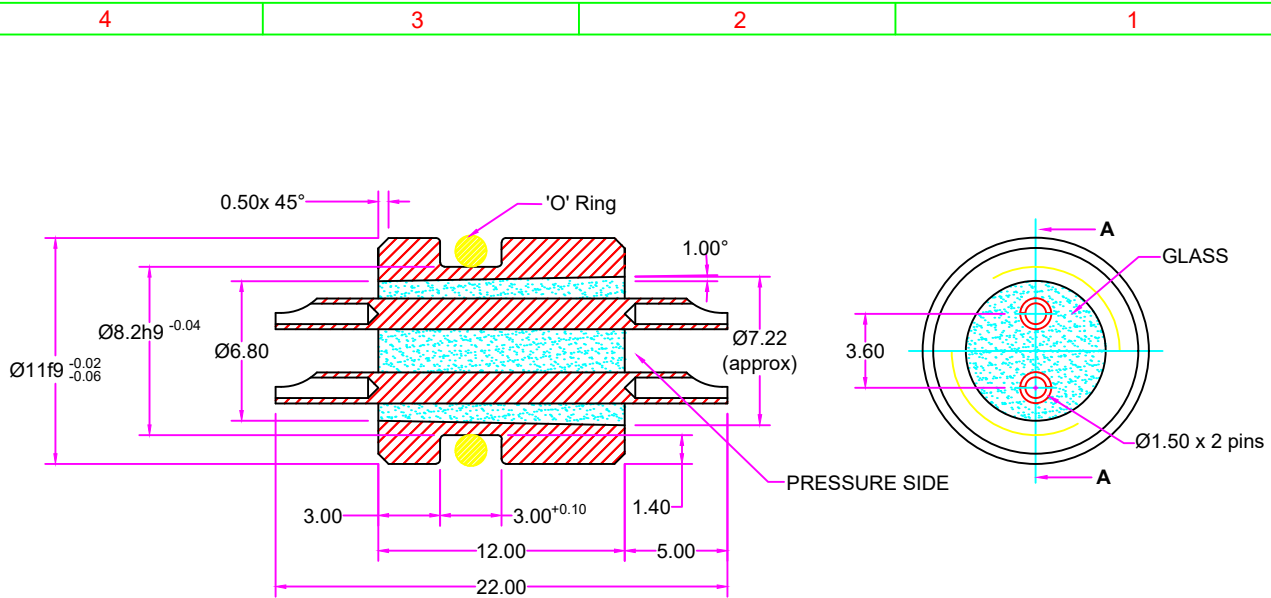 4 3 2 1
0.50x 45°
'O' Ring
A
1.00°
GLASS
Ø8.2h9 -0.04
Ø6.80
Ø7.22
(approx)
Ø11f9 -0.02
-0.06
3.60
Ø1.50 x 2 pins
PRESSURE SIDE
A
3.00
3.00+0.10
1.40
12.00
5.00
22.00